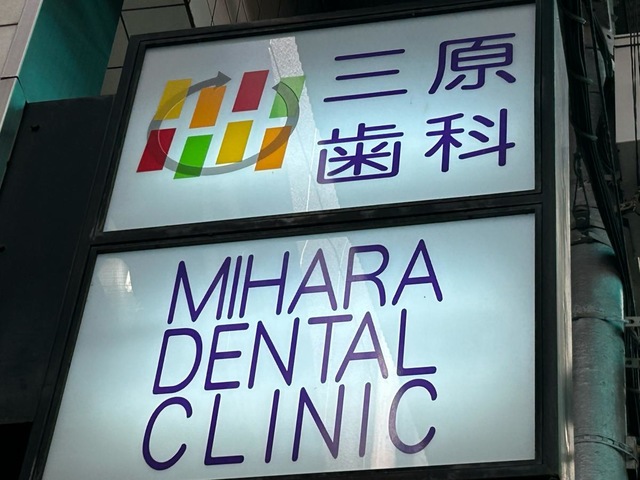 三原
歯科
MIHARA
DENTAL
CLINIC